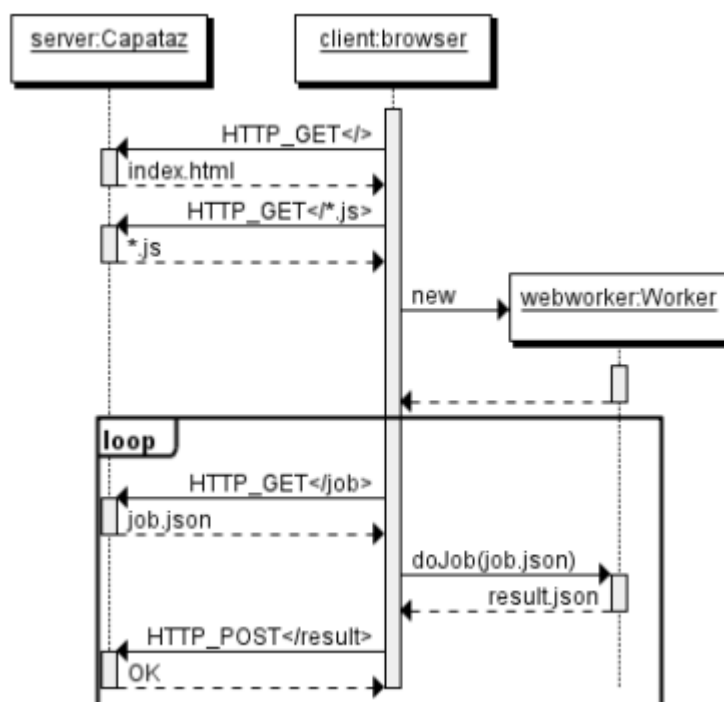 server:Capataz
client:browser
HTTP_GET</>
index.html
HTTP_GET</*.js>
*.js
new
webworker:Worker
loop
HTTP_GET</job>
job.json
doJob(job.json)
result.json
HTTP_POST</result>
OK